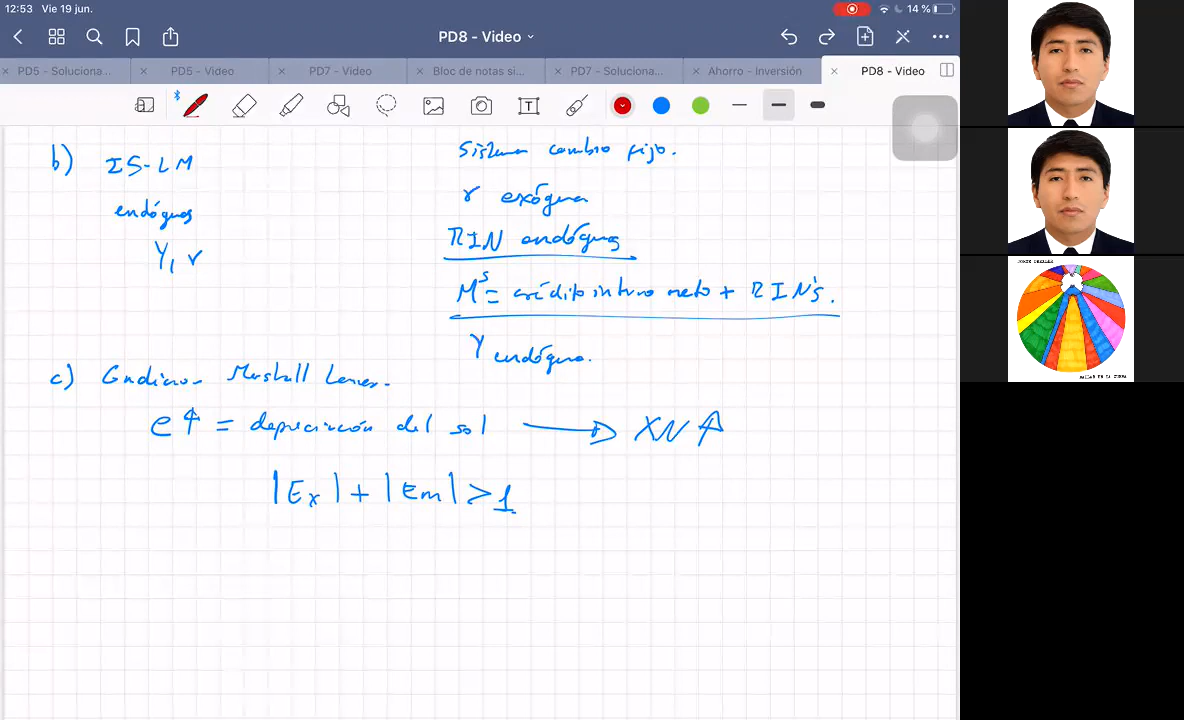 12:53 Vie 19 jun.
14 %
PD8 - Video
PD5 - Soluciona...
PD5 - Video
PD7 - Video
Bloc de notas si...
PD7 - Soluciona...
Ahorro - Inversión
PD8 - Video
b) IS-LM
endógenas
Y, r
Sistema cambio fijo.
r exógena
RIN endógenas
Mˢ = crédito interno neto + RIN's.
Y endógena.
c) Marshall Lerner.
e↑ = depreciación del sol → XN ↑
|Ex| + |Em| > 1